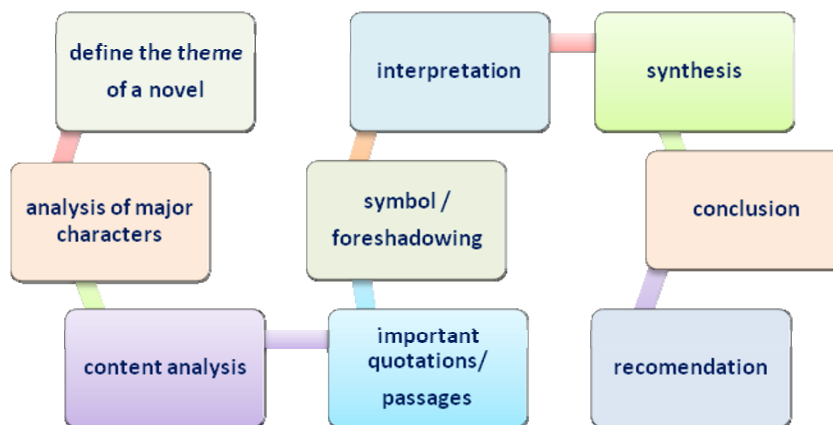 define the theme
of a novel
analysis of major
characters
content analysis
important
quotations/
passages
symbol /
foreshadowing
interpretation
synthesis
conclusion
recomendation